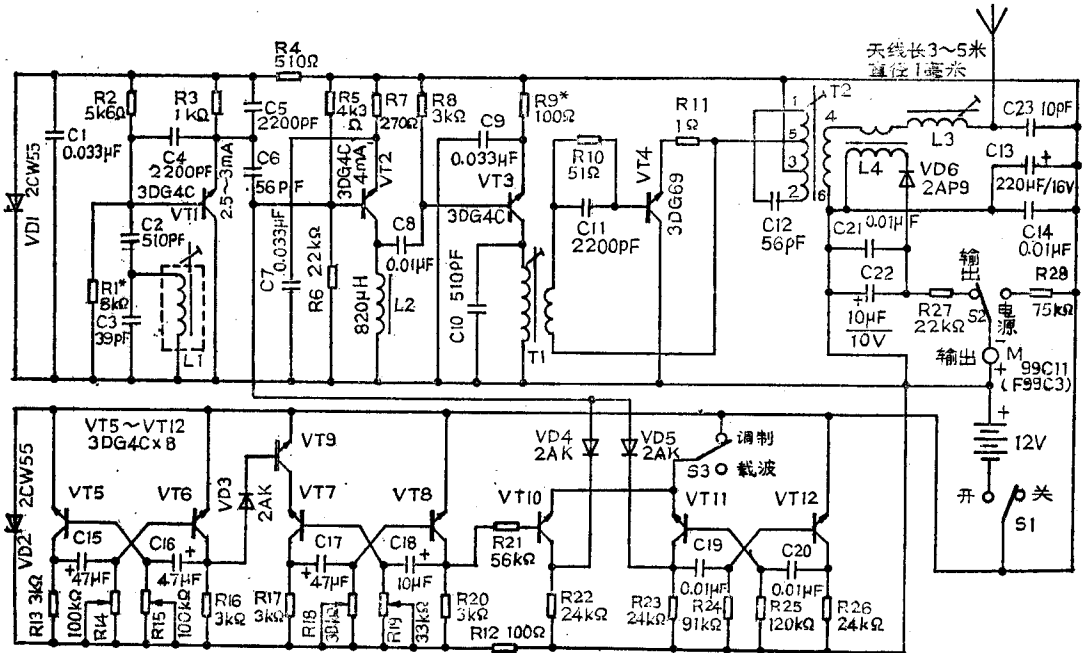 天线长3～5米
直径1毫米
R4
510Ω
R2
5k6Ω
R3
1kΩ
C5
2200PF
R5
4k3
Ω
R7
270Ω
R8
3kΩ
C9
0.033μF
R9*
100Ω
R11
1Ω
T2
1
5
3
2
4
6
L3
C23 10pF
C13
220μF/16V
C14
0.01μF
C1
0.033μF
2CW55
VD1
C4
2200PF
3DG4C
VT1
2.5～3mA
C6
56pF
C2
510PF
R1*
8kΩ
C3
39pF
L1
C7
0.033μF
R6
22kΩ
3DG4C
4mA
VT2
C8
0.01μF
820μH
L2
VT3
3DG4C
C10
510PF
T1
R10
51Ω
C11
2200pF
VT4
3DG69
C12
56pF
L4
VD6
2AP9
0.01μF
C21
C22
10μF
10V
R27
22kΩ
输出
S2
电源
R28
75kΩ
输出
M
99C11
(F99C3)
12V
开
关
S1
VT5～VT12
3DG4C×8
2CW55
VD2
VT5
VT6
VD3
2AK
VT9
VT7
VT8
VD4
2AK
VD5
2AK
S3
调制
载波
VT10
VT11
VT12
C15
47μF
C16
47μF
C17
47μF
C18
10μF
R21
56kΩ
C19
0.01μF
C20
0.01μF
R13 3kΩ
100kΩ
R14
R15
100kΩ
R16
3kΩ
R17
3kΩ
R18
R19
33kΩ
R20
3kΩ
R12 100Ω
R22
24kΩ
R23
24kΩ
R24
91kΩ
R25
120kΩ
R26
24kΩ